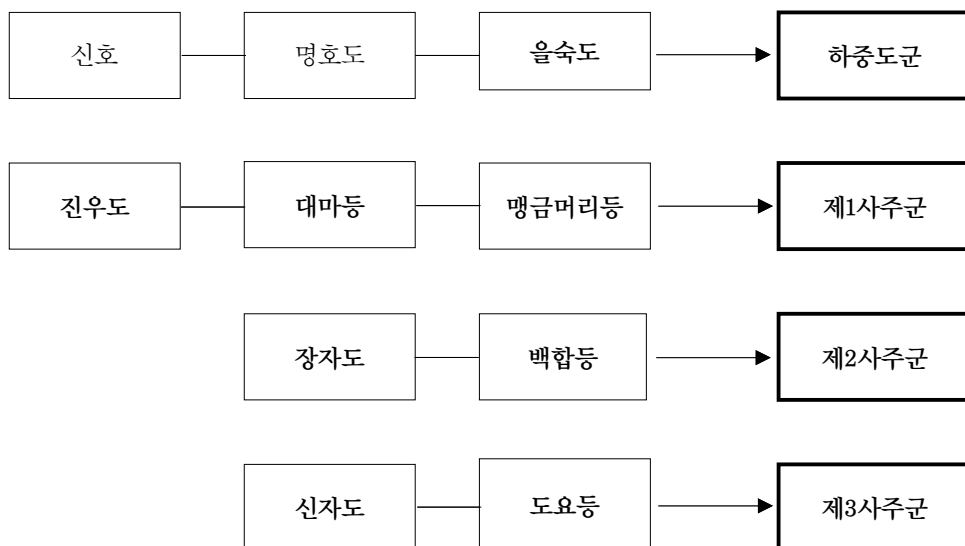 신호 명호도 을숙도 하중도군
진우도 대마등 맹금머리등 제1사주군
장자도 백합등 제2사주군
신자도 도요등 제3사주군